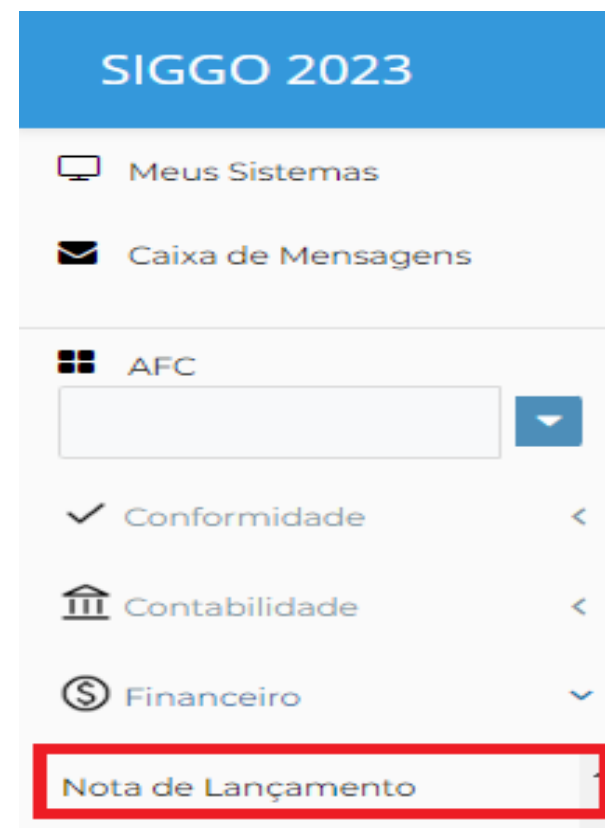 SIGGO 2023
Meus Sistemas
Caixa de Mensagens
AFC
Conformidade
Contabilidade
Financeiro
Nota de Lançamento